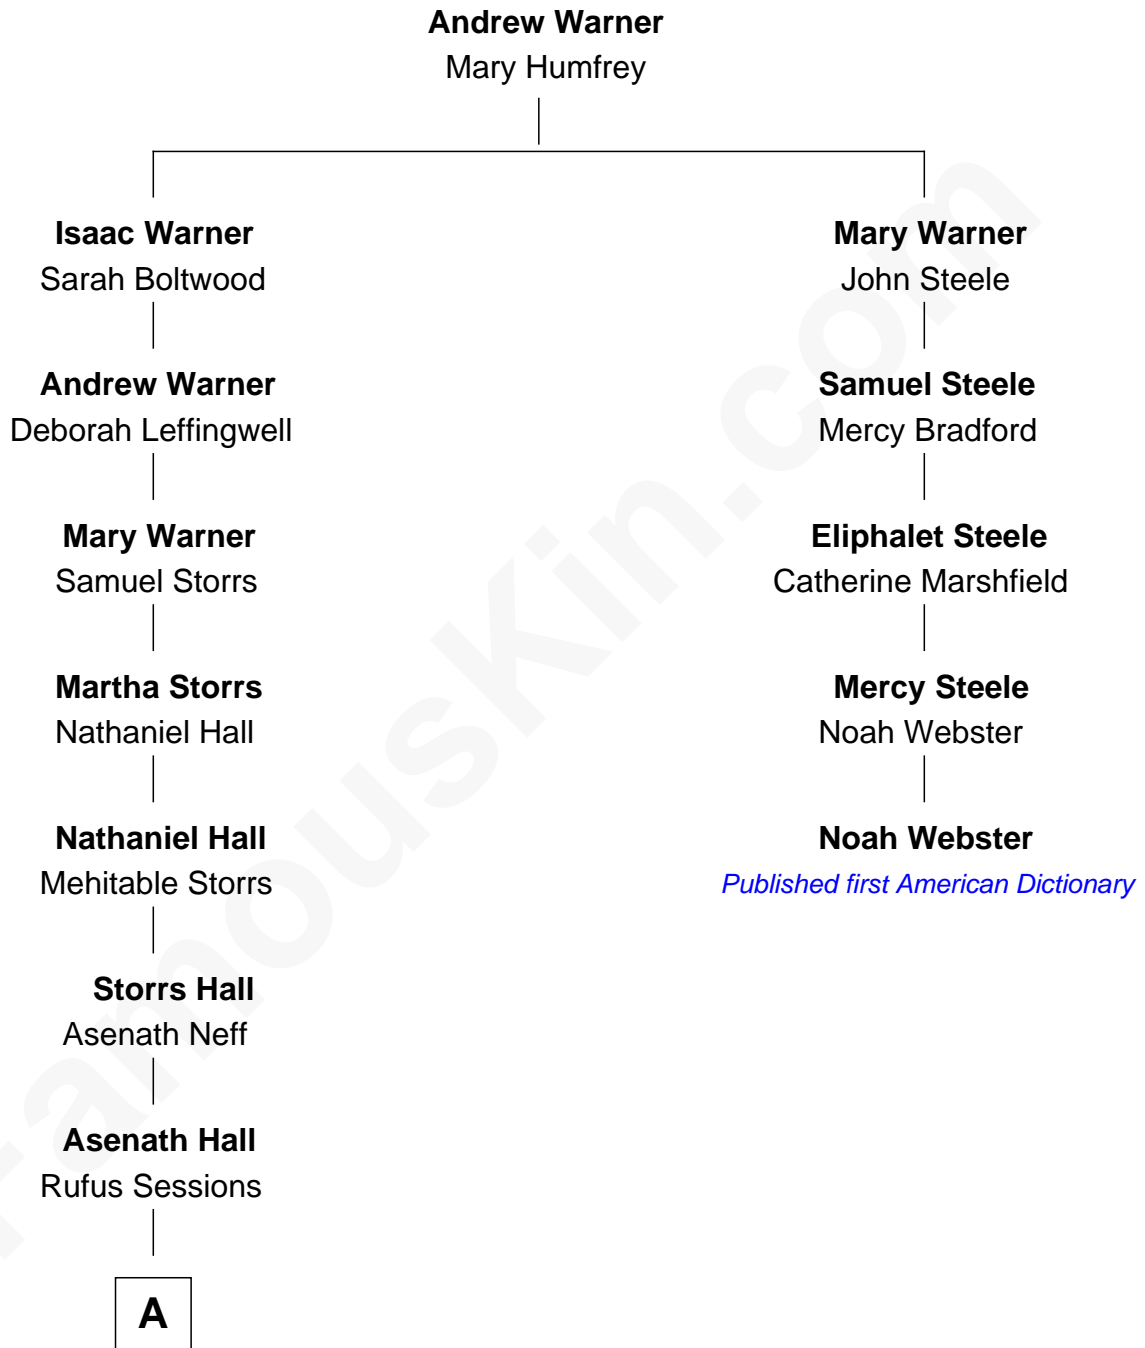 Andrew Warner
Mary Humfrey
Isaac Warner
Sarah Boltwood
Mary Warner
John Steele
Andrew Warner
Deborah Leffingwell
Samuel Steele
Mercy Bradford
Mary Warner
Samuel Storrs
Eliphalet Steele
Catherine Marshfield
Martha Storrs
Nathaniel Hall
Mercy Steele
Noah Webster
Nathaniel Hall
Mehitable Storrs
Noah Webster
Published first American Dictionary
Storrs Hall
Asenath Neff
Asenath Hall
Rufus Sessions
A
FamousKin.com